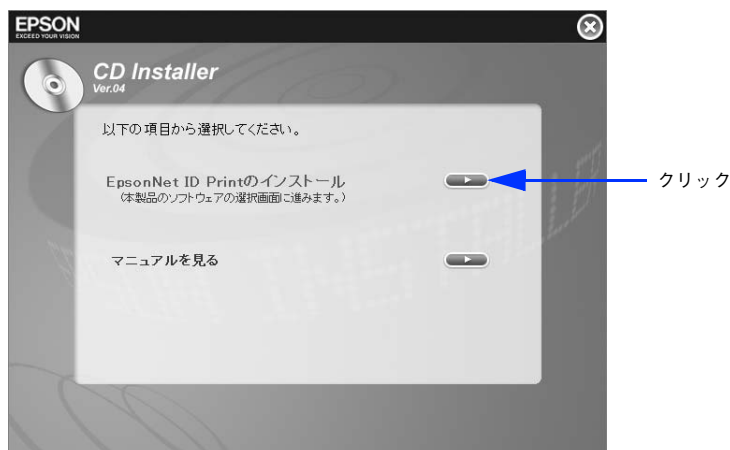 EPSON
EXCEED YOUR VISION
CD Installer
Ver.04
以下の項目から選択してください。
EpsonNet ID Printのインストール
クリック
(本製品のソフトウェアの選択画面に進みます。)
マニュアルを見る